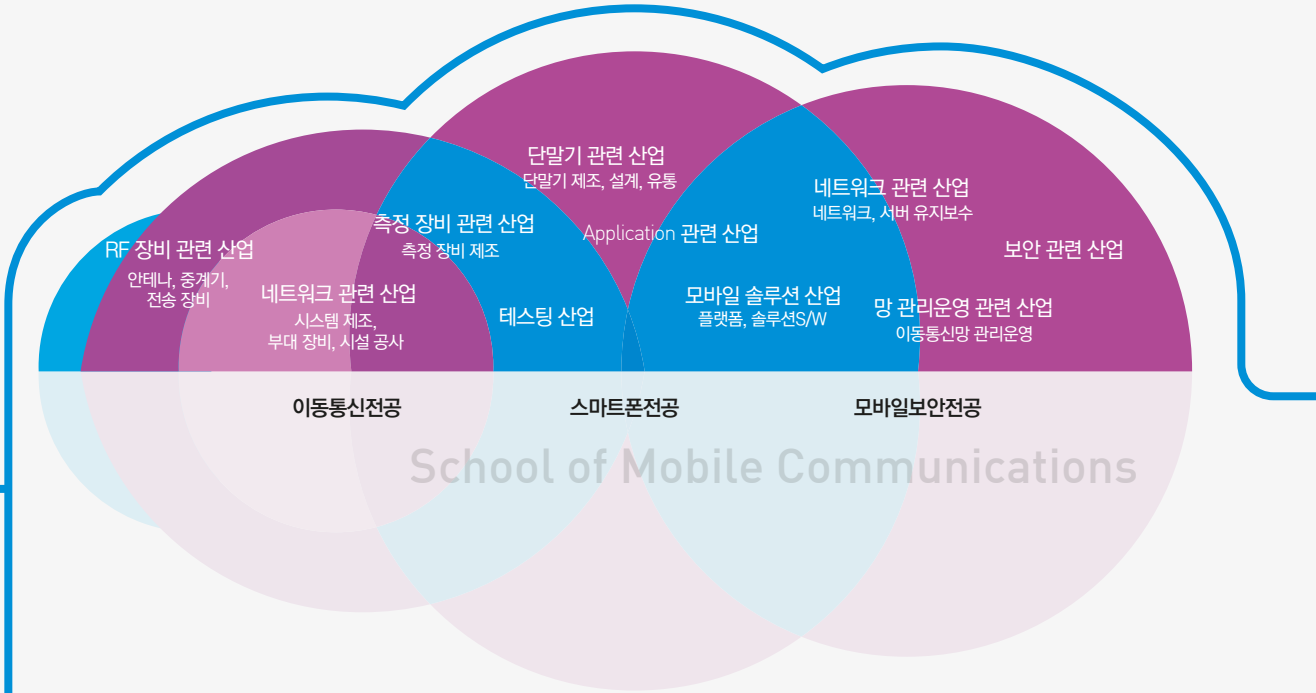 단말기 관련 산업
단말기 제조, 설계, 유통
네트워크 관련 산업
네트워크, 서버 유지보수
측정 장비 관련 산업
측정 장비 제조
Application 관련 산업
RF 장비 관련 산업
안테나, 중계기,
전송 장비
보안 관련 산업
네트워크 관련 산업
시스템 제조,
부대 장비, 시설 공사
테스팅 산업
모바일 솔루션 산업
플랫폼, 솔루션S/W
망 관리운영 관련 산업
이동통신망 관리운영
이동통신전공
스마트폰전공
모바일보안전공
School of Mobile Communications